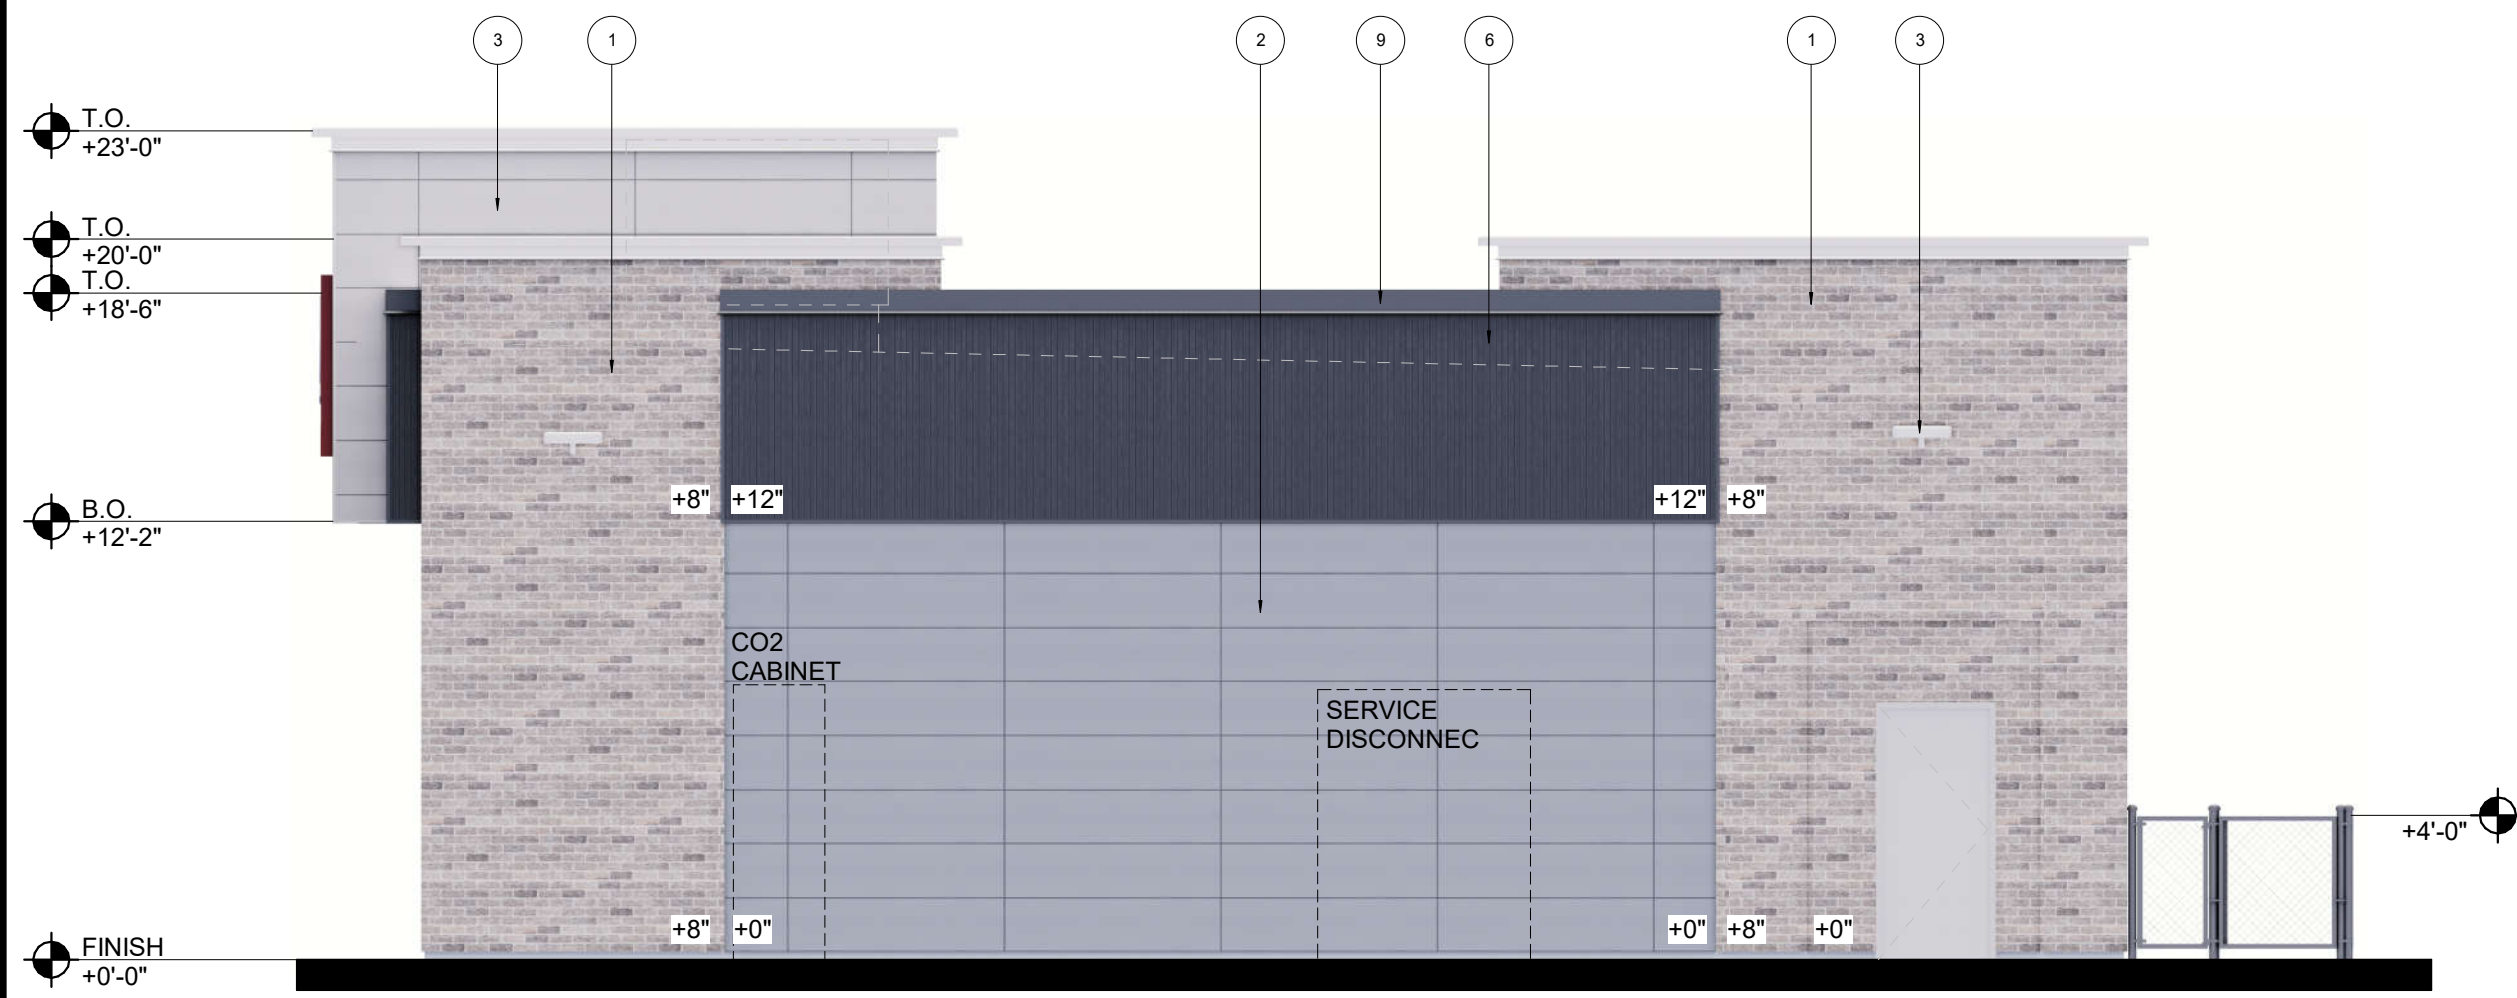 3
1
2
9
6
1
3
T.O.
+23'-0"
T.O.
+20'-0"
T.O.
+18'-6"
+8"
+12"
+12"
+8"
B.O.
+12'-2"
CO2
CABINET
SERVICE
DISCONNEC
+4'-0"
+8"
+0"
+0"
+8"
+0"
FINISH
+0'-0"